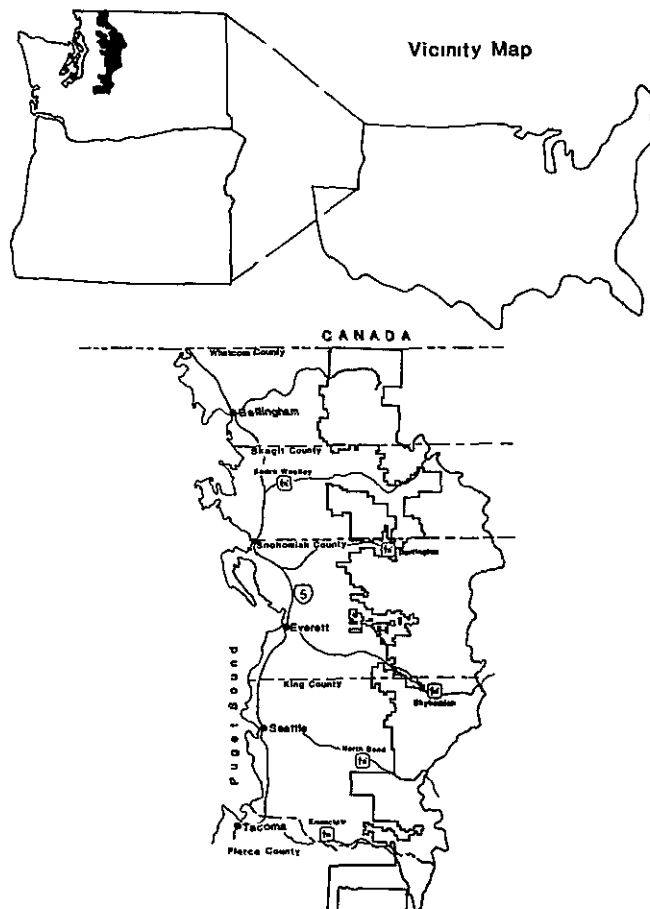 Vicinity Map
CANADA
Whatcom County
Bellingham
Skagit County
Sedro Woolley
Snohomish County
Darrington
5
Everett
Puget Sound
King County
Skykomish
Seattle
North Bend
Enumclaw
Tacoma
Pierce County